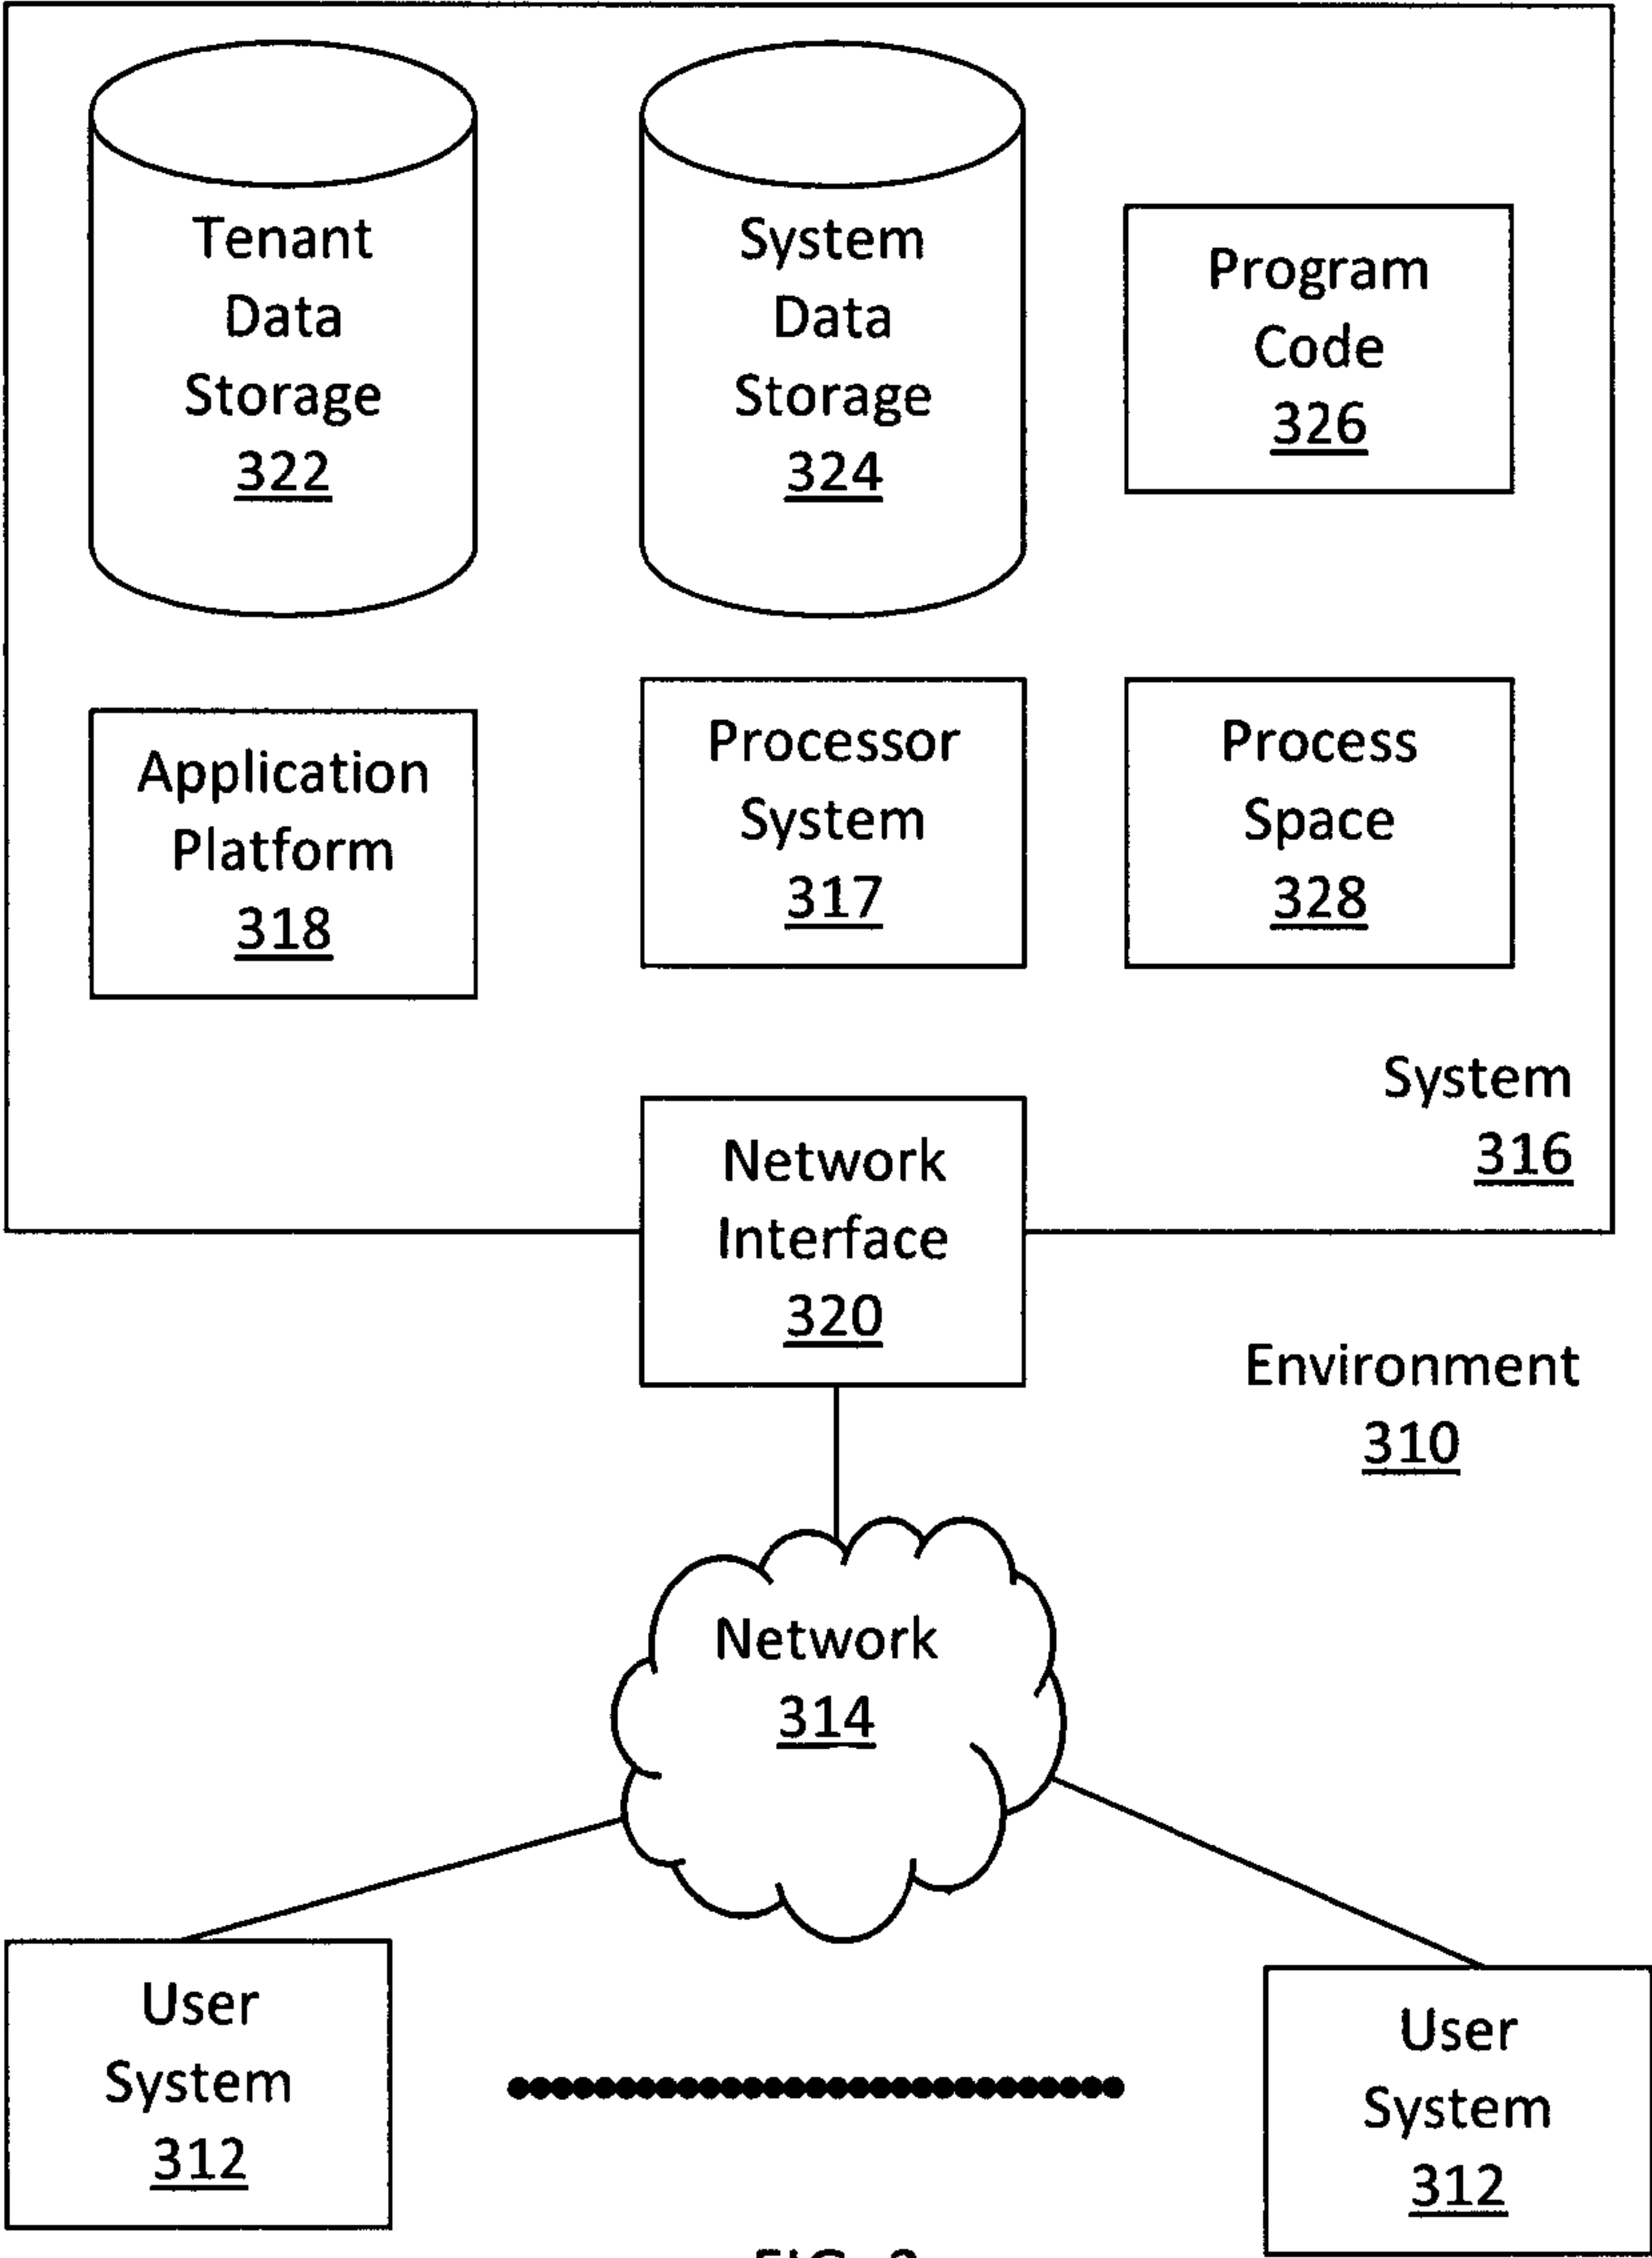 Tenant
Data
Storage
322
System
Data
Storage
324
Program
Code
326
Application
Platform
318
Processor
System
317
Process
Space
328
System
316
Network
Interface
320
Environment
310
Network
314
User
System
312
User
System
312